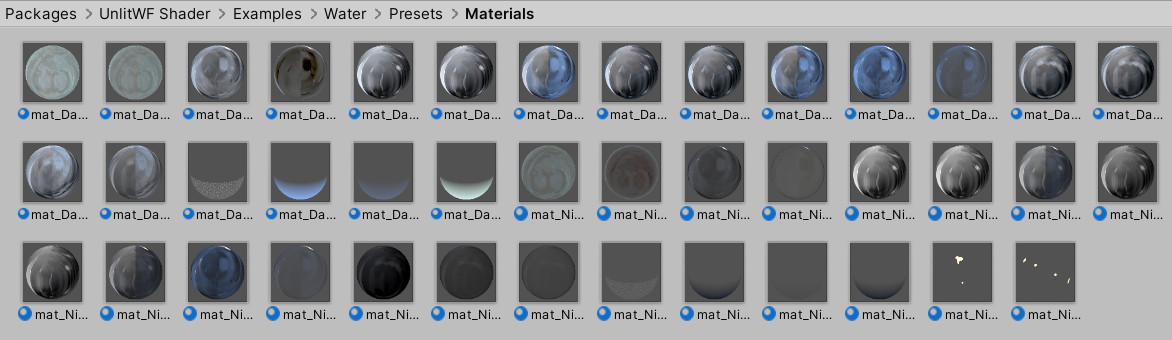 Packages > UnlitWF Shader > Examples > Water > Presets > Materials
mat_Da... mat_Da... mat_Da... mat_Da... mat_Da... mat_Da... mat_Da... mat_Da... mat_Da... mat_Da... mat_Da... mat_Da... mat_Da... mat_Da...
mat_Da... mat_Da... mat_Da... mat_Da... mat_Da... mat_Da... mat_Ni... mat_Ni... mat_Ni... mat_Ni... mat_Ni... mat_Ni... mat_Ni... mat_Ni...
mat_Ni... mat_Ni... mat_Ni... mat_Ni... mat_Ni... mat_Ni... mat_Ni... mat_Ni... mat_Ni... mat_Ni... mat_Ni... mat_Ni... mat_Ni...